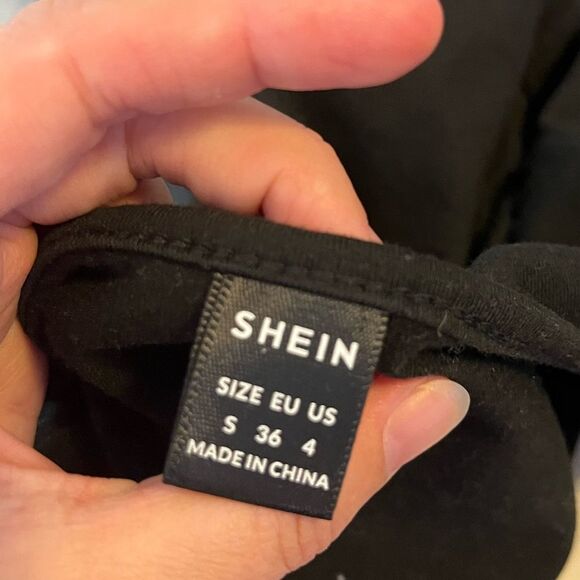 SHEIN
SIZE EU US
S 36 4
MADE IN CHINA